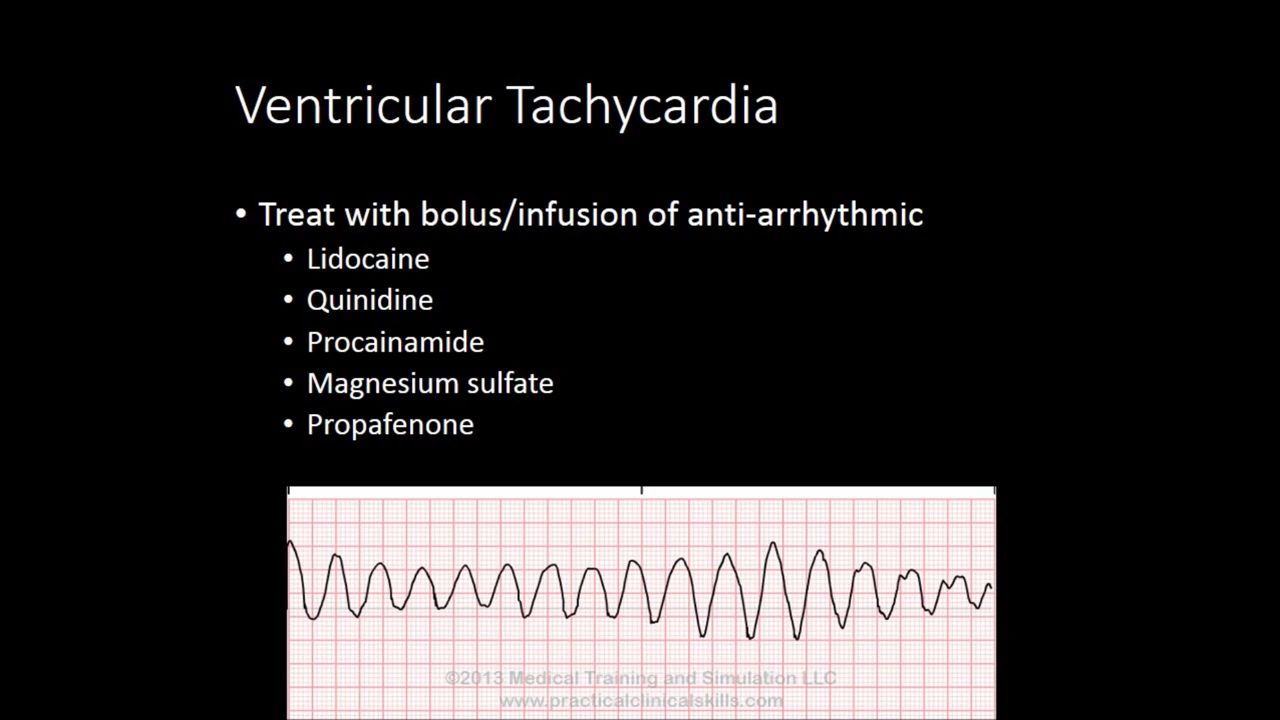 Ventricular Tachycardia
• Treat with bolus/infusion of anti-arrhythmic
• Lidocaine
• Quinidine
• Procainamide
• Magnesium sulfate
• Propafenone
©2013 Medical Training and Simulation LLC
www.practicalclinicalskills.com